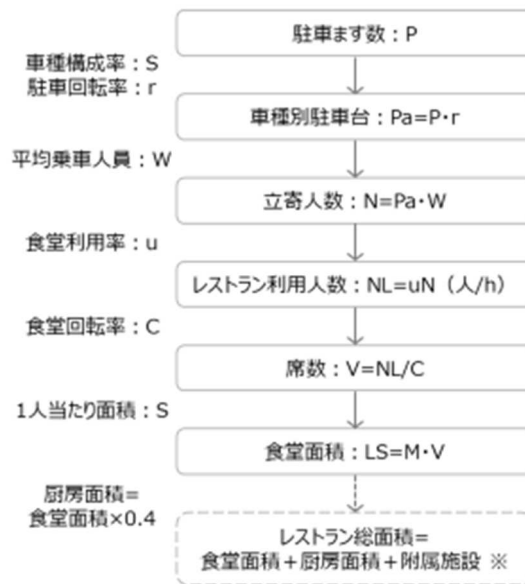 駐車ます数：P
車種構成率：S
駐車回転率：r
車種別駐車台：Pa=P・r
平均乗車人員：W
立寄人数：N=Pa・W
食堂利用率：u
レストラン利用人数：NL=uN（人/h）
食堂回転率：C
席数：V=NL/C
1人当たり面積：S
食堂面積：LS=M・V
厨房面積=
食堂面積×0.4
レストラン総面積=
食堂面積＋厨房面積＋附属施設 ※